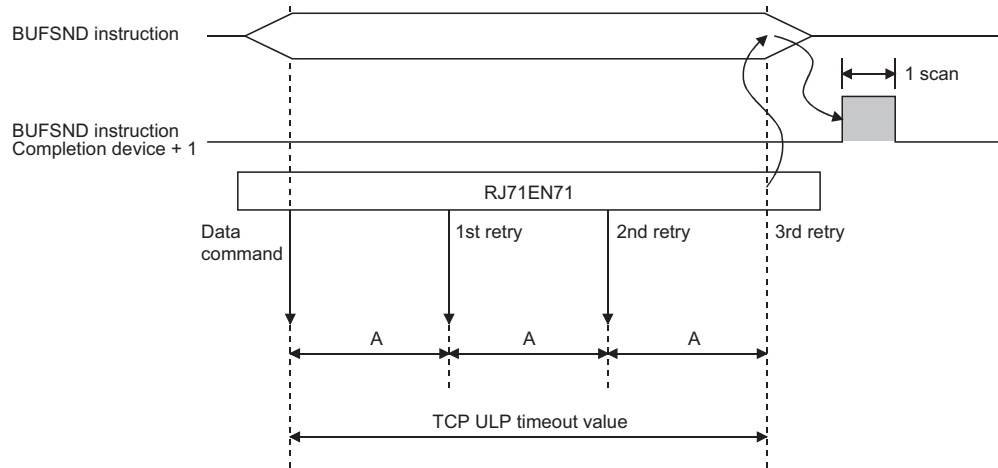 BUFSND instruction
1 scan
BUFSND instruction
Completion device + 1
RJ71EN71
Data
command
1st retry
2nd retry
3rd retry
A
A
A
TCP ULP timeout value